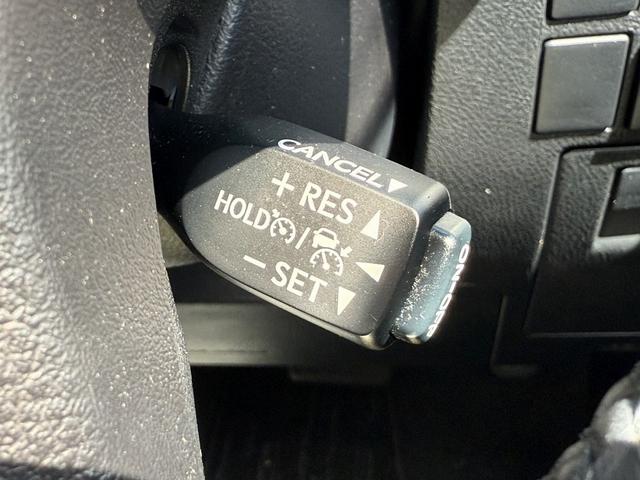 CANCEL
+ RES
HOLD /
- SET
ON-OFF